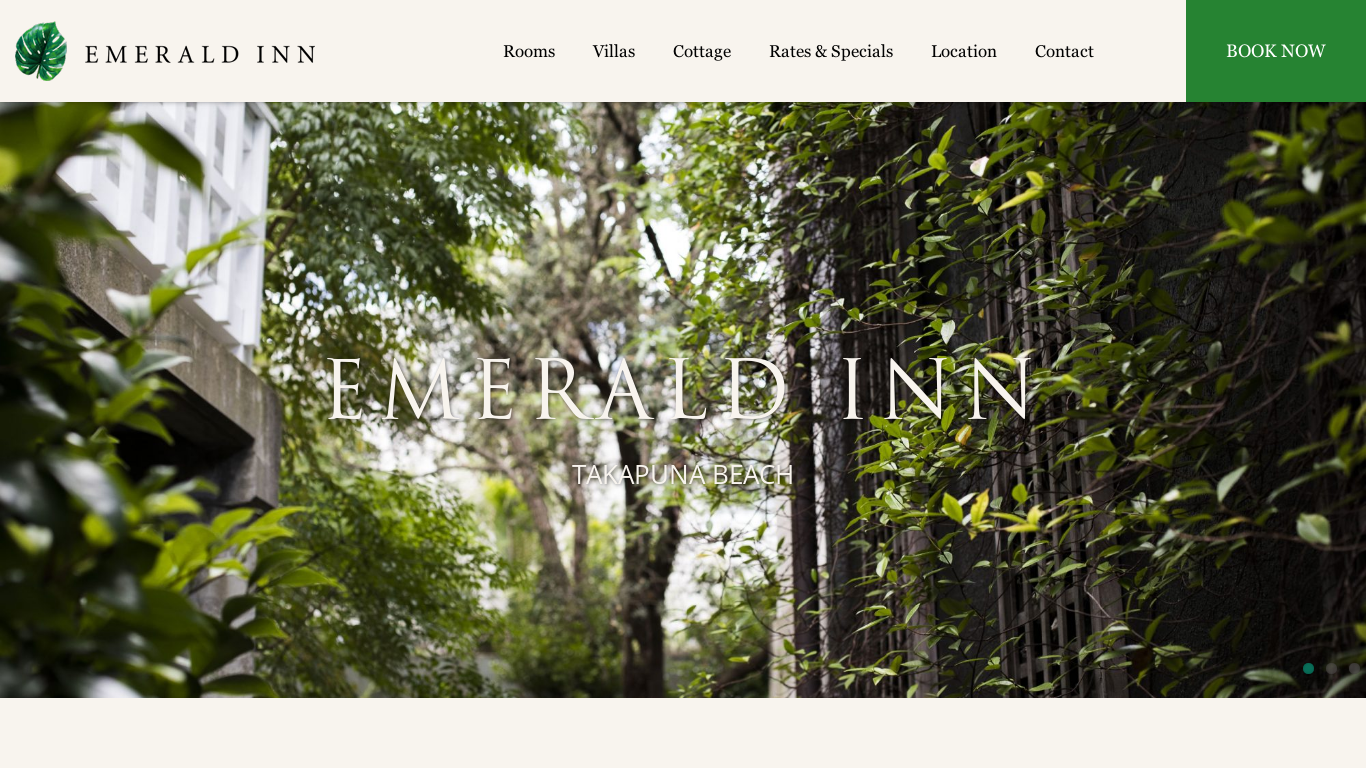 EMERALD INN
Rooms Villas Cottage Rates & Specials Location Contact
BOOK NOW
EMERALD INN
TAKAPUNA BEACH